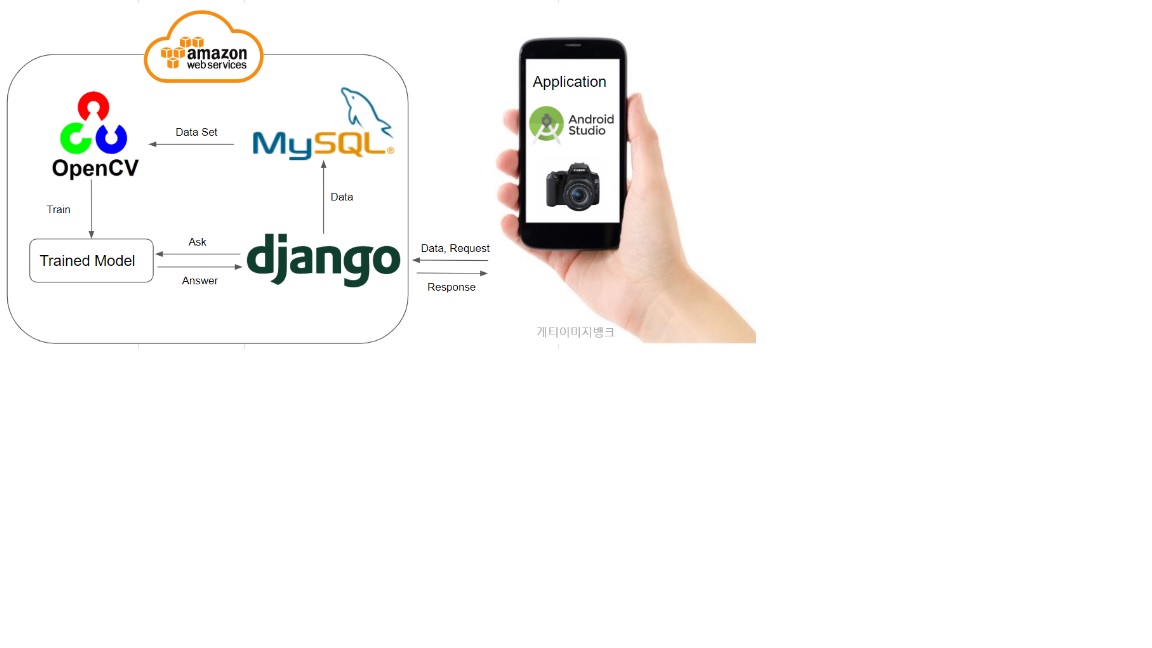 amazon
web services
Application
Android
Studio
Canon
OpenCV
Data Set
MySQL®
Train
Data
Trained Model
Ask
Answer
django
Data, Request
Response
게티이미지뱅크